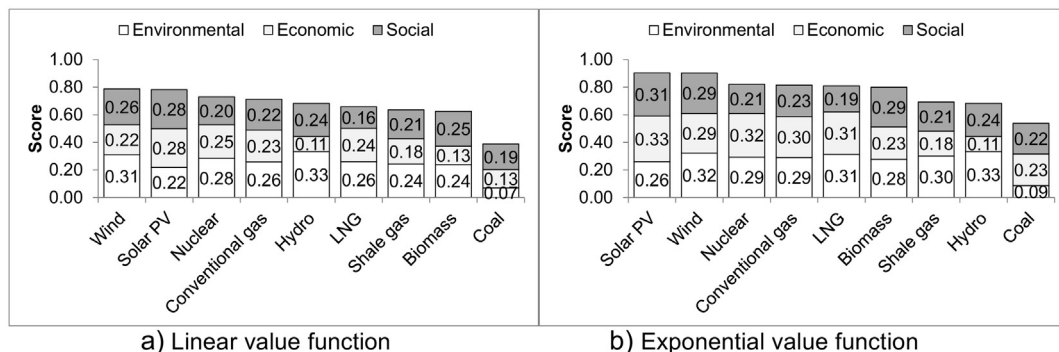 Environmental Economic Social
1.00
0.80
0.60
0.40
0.20
0.00
Score
0.26 0.28 0.20 0.22 0.24 0.16 0.21 0.25 0.19
0.22 0.28 0.25 0.23 0.11 0.24 0.18 0.13 0.13
0.31 0.22 0.28 0.26 0.33 0.26 0.24 0.24 0.07
Wind Solar PV Nuclear Conventional gas Hydro LNG Shale gas Biomass Coal
a) Linear value function
Environmental Economic Social
1.00
0.80
0.60
0.40
0.20
0.00
Score
0.31 0.29 0.21 0.23 0.19 0.29 0.21 0.24 0.22
0.33 0.29 0.32 0.30 0.31 0.23 0.18 0.11 0.23
0.26 0.32 0.29 0.29 0.31 0.28 0.30 0.33 0.09
Solar PV Wind Nuclear Conventional gas LNG Biomass Shale gas Hydro Coal
b) Exponential value function